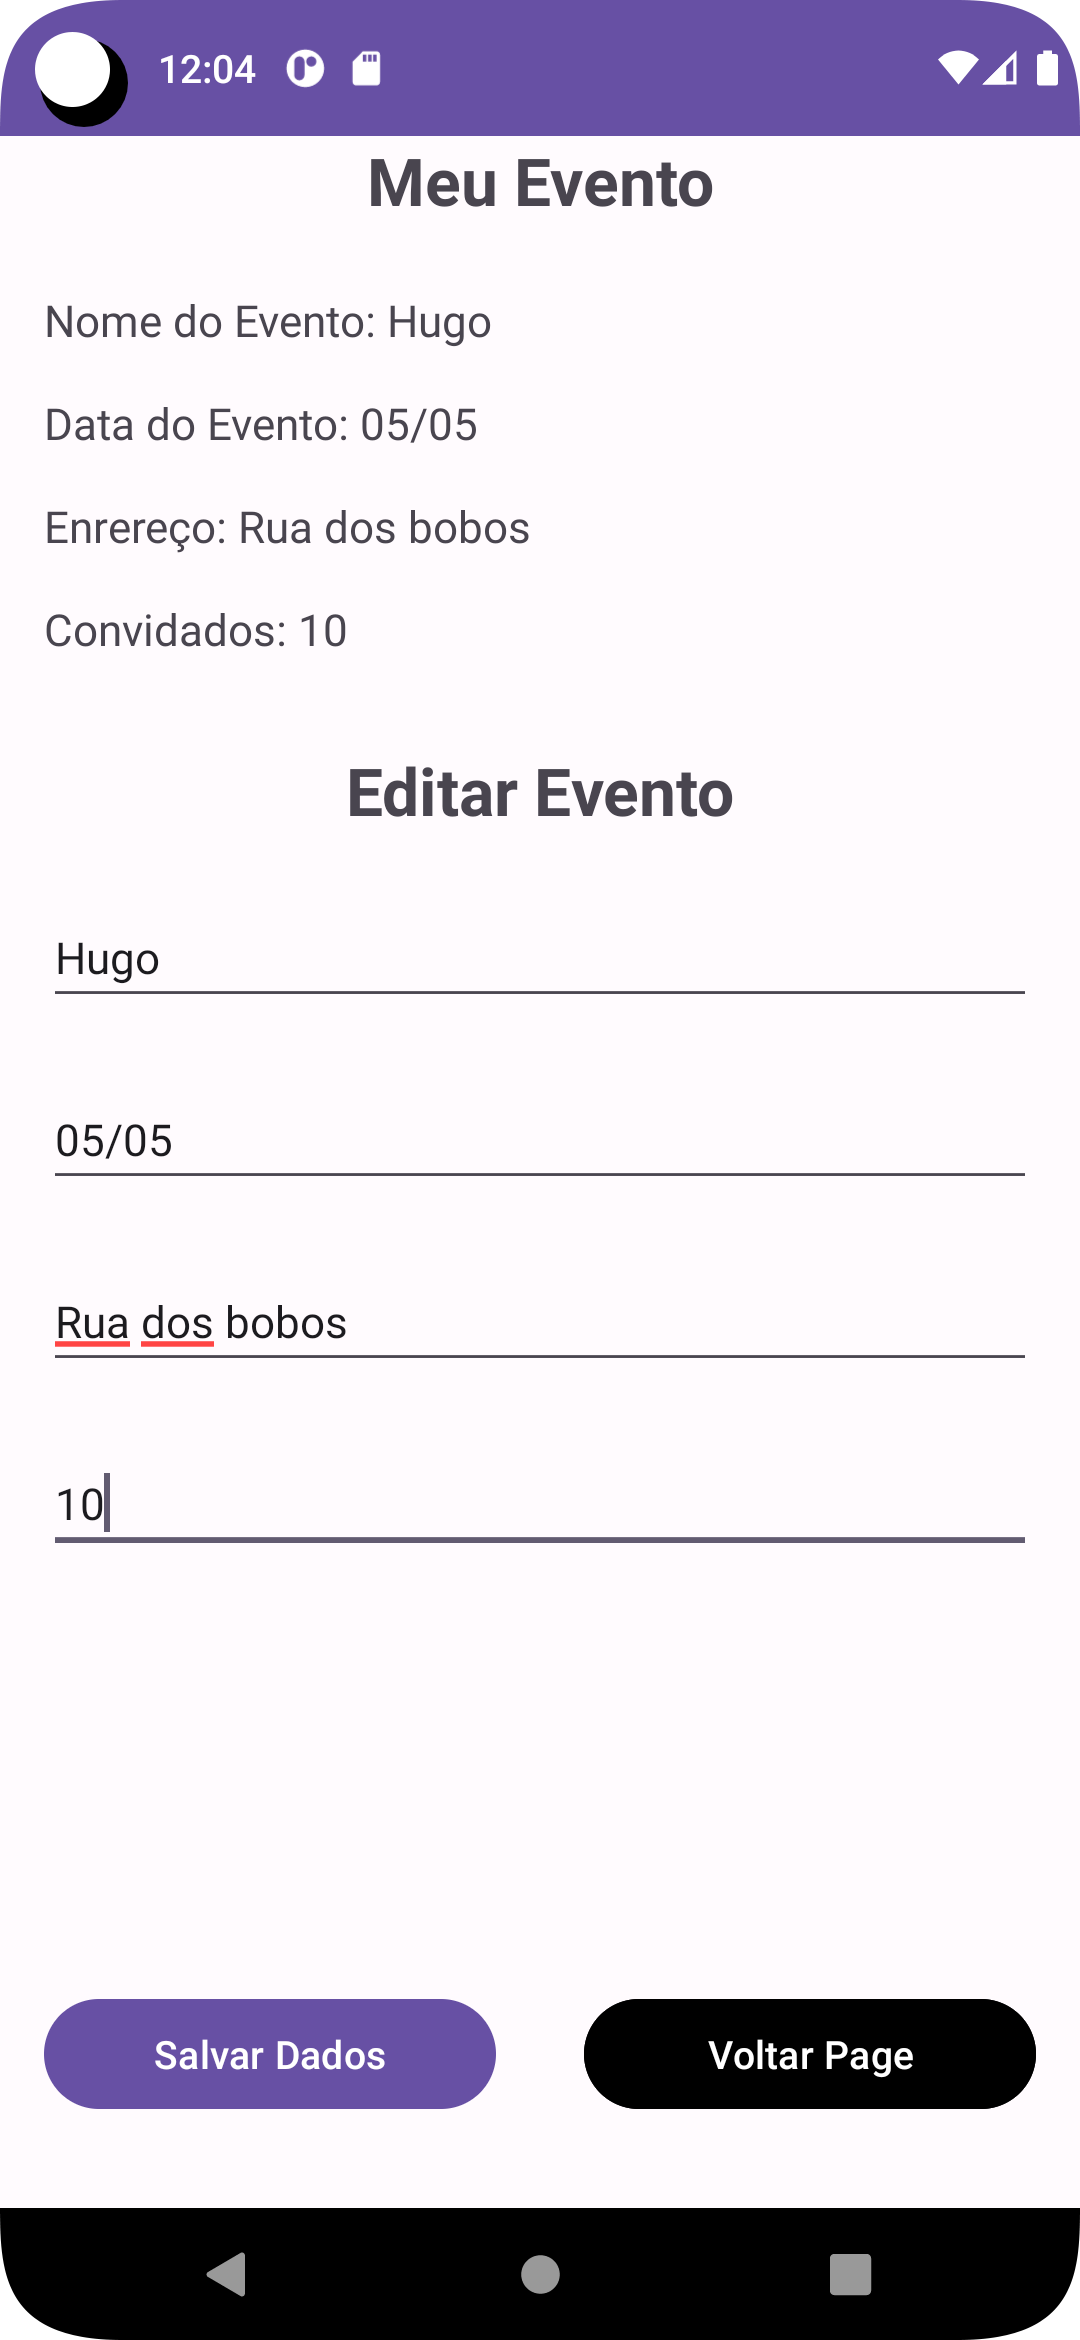 12:04
Meu Evento
Nome do Evento: Hugo
Data do Evento: 05/05
Enrereço: Rua dos bobos
Convidados: 10
Editar Evento
Hugo
05/05
Rua dos bobos
10
Salvar Dados
Voltar Page